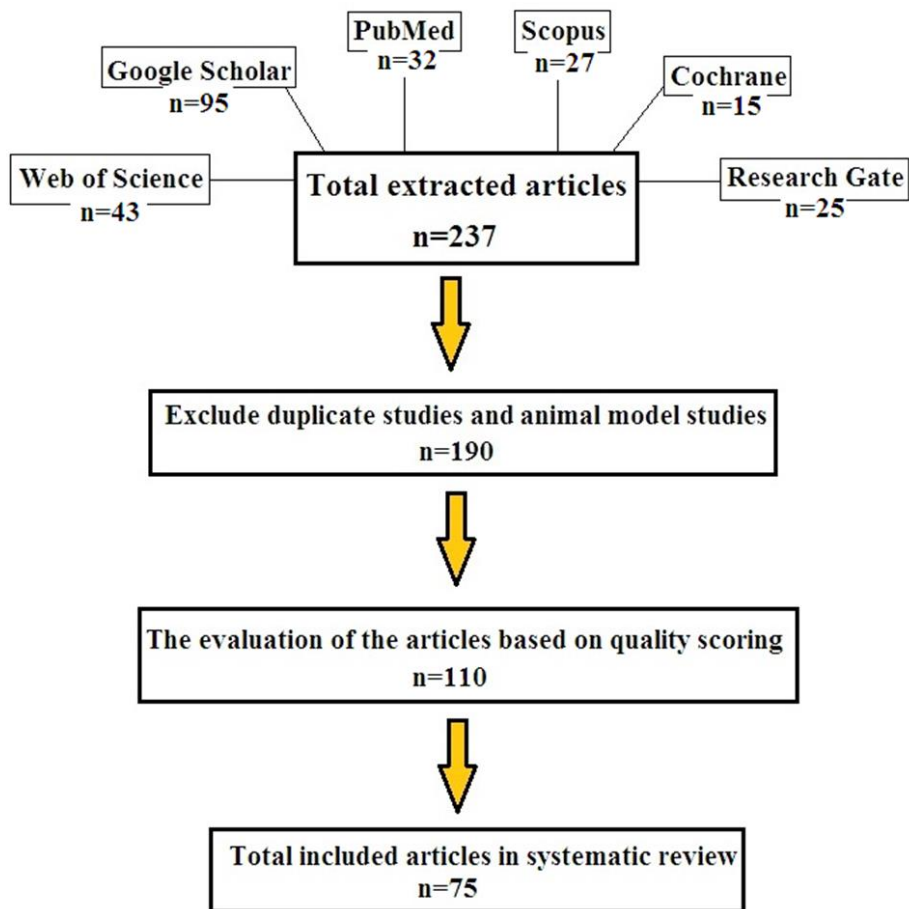 PubMed
n=32
Scopus
n=27
Google Scholar
n=95
Cochrane
n=15
Web of Science
n=43
Total extracted articles
n=237
Research Gate
n=25
Exclude duplicate studies and animal model studies
n=190
The evaluation of the articles based on quality scoring
n=110
Total included articles in systematic review
n=75